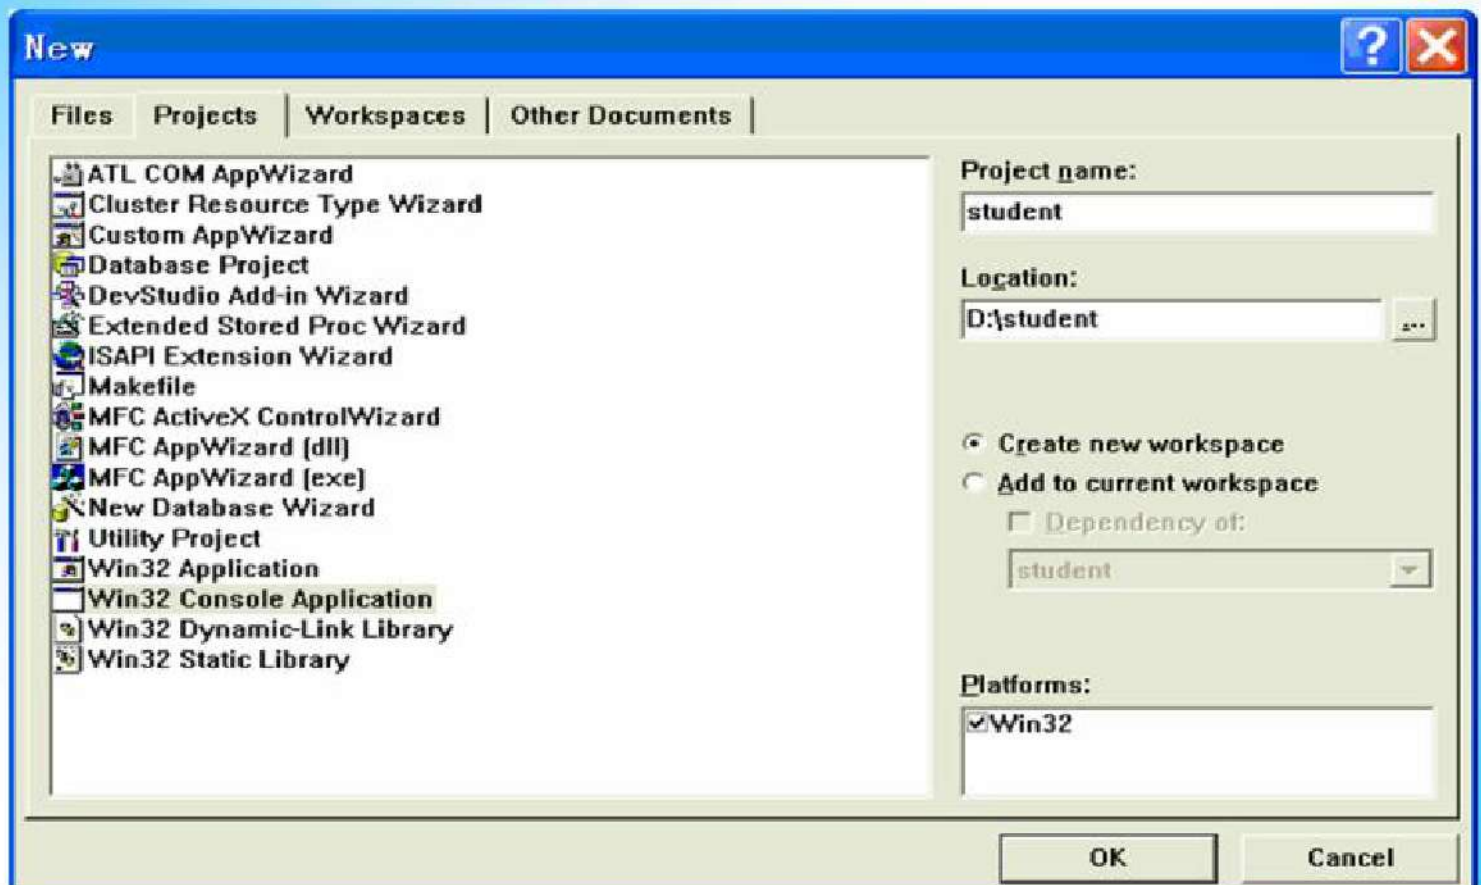 New
Files Projects Workspaces Other Documents
ATL COM AppWizard
Cluster Resource Type Wizard
Custom AppWizard
Database Project
DevStudio Add-in Wizard
Extended Stored Proc Wizard
ISAPI Extension Wizard
Makefile
MFC ActiveX ControlWizard
MFC AppWizard (dll)
MFC AppWizard (exe)
New Database Wizard
Utility Project
Win32 Application
Win32 Console Application
Win32 Dynamic-Link Library
Win32 Static Library
Project name:
student
Location:
D:\student
...
Create new workspace
Add to current workspace
Dependency of:
student
Platforms:
Win32
OK Cancel